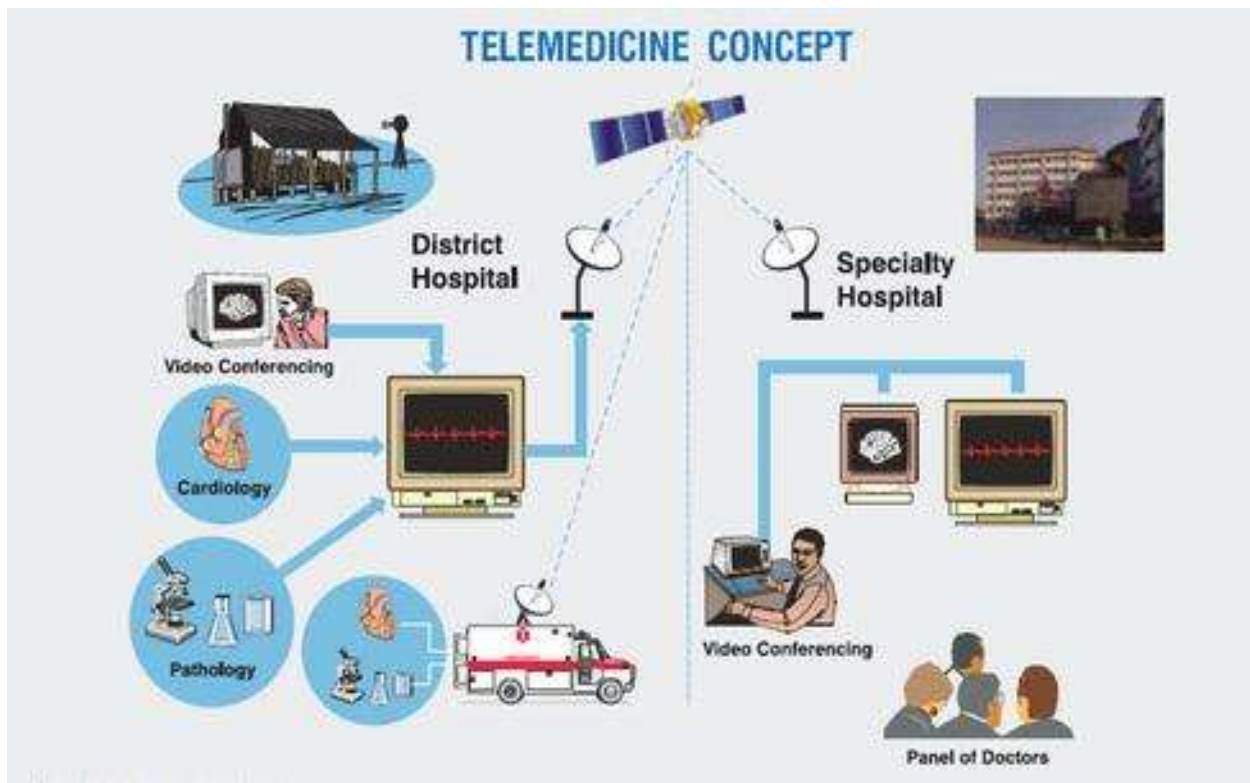 TELEMEDICINE CONCEPT
District
Hospital
Specialty
Hospital
Video Conferencing
Cardiology
Pathology
Video Conferencing
Panel of Doctors